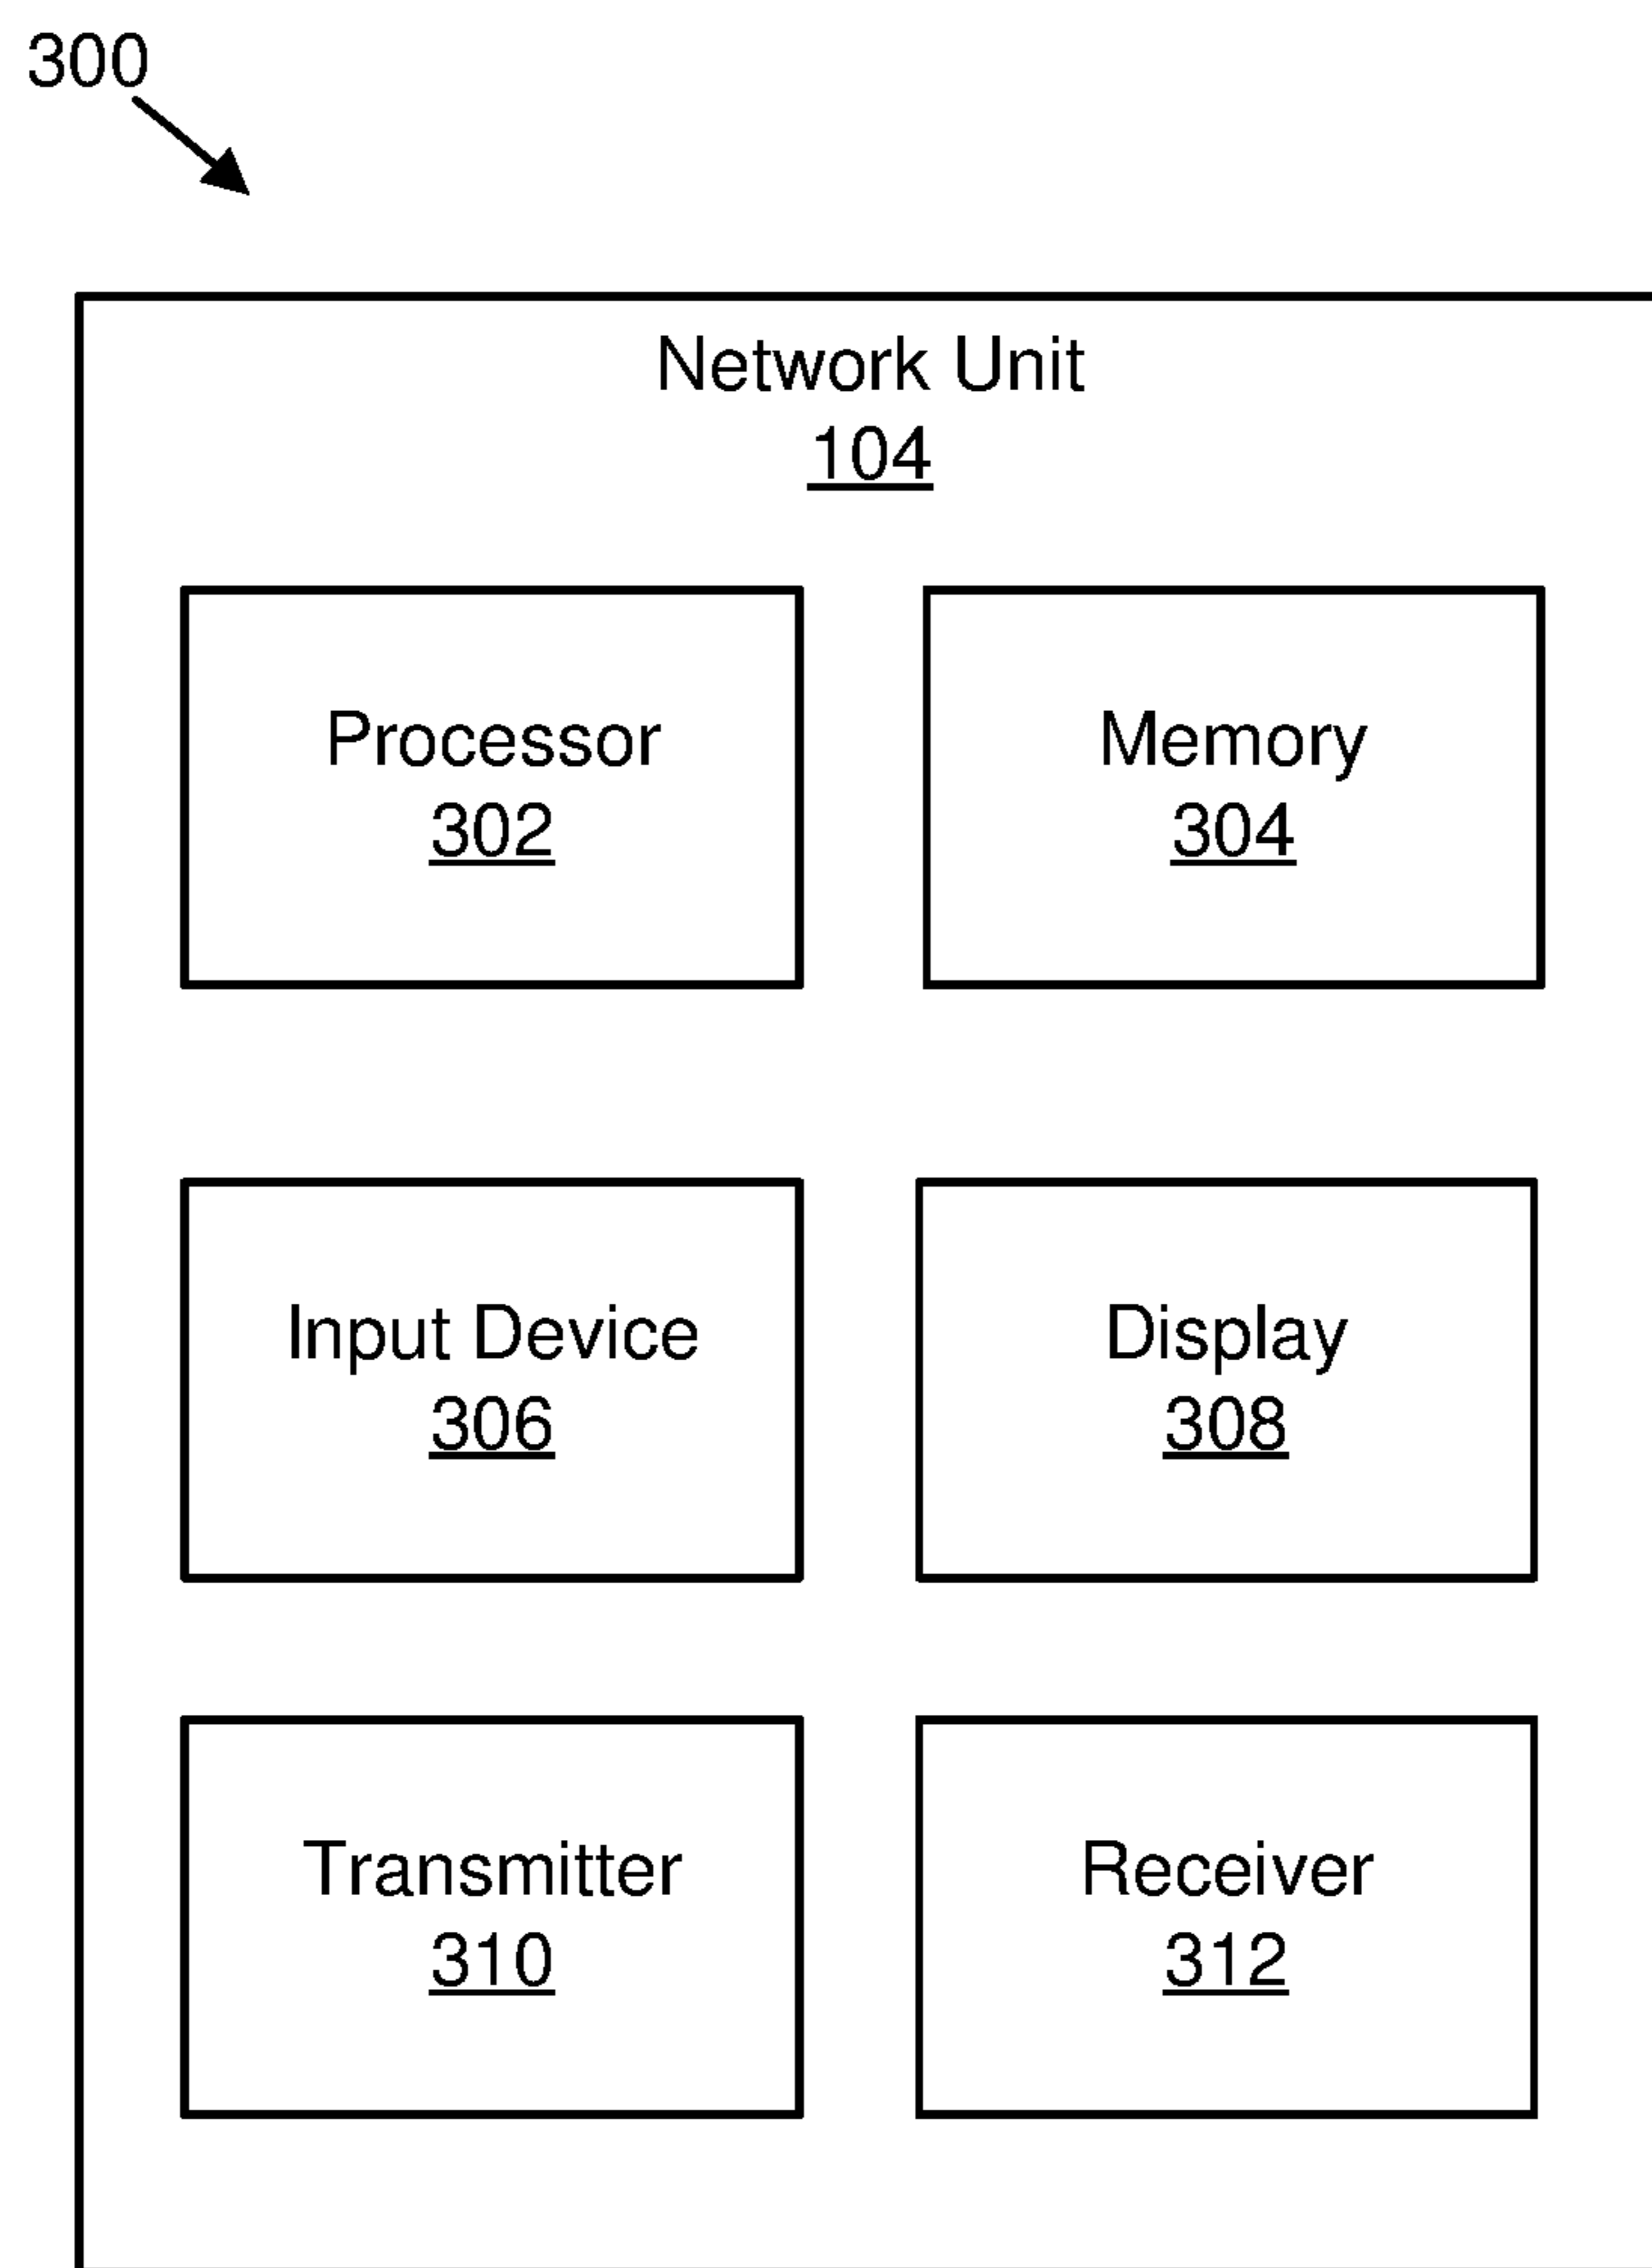 300
Network Unit
104
Processor
302
Memory
304
Input Device
306
Display
308
Transmitter
310
Receiver
312